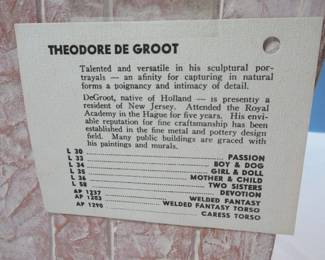 THEODORE DE GROOT
Talented and versatile in his sculptural por-
trayals — an afinity for capturing in natural
forms a poignancy and intimacy of detail.
DeGroot, native of Holland — is presently a
resident of New Jersey. Attended the Royal
Academy in the Hague for five years. His envi-
able reputation for fine craftsmanship has been
established in the fine metal and pottery design
field. Many public buildings are graced with
his paintings and murals.
L 30 PASSION
L 32 BOY & DOG
L 34 GIRL & DOLL
L 35 MOTHER & CHILD
L 36 TWO SISTERS
L 58 DEVOTION
AP 1237 WELDED FANTASY
AP 1283 WELDED FANTASY TORSO
AP 1290 CARESS TORSO